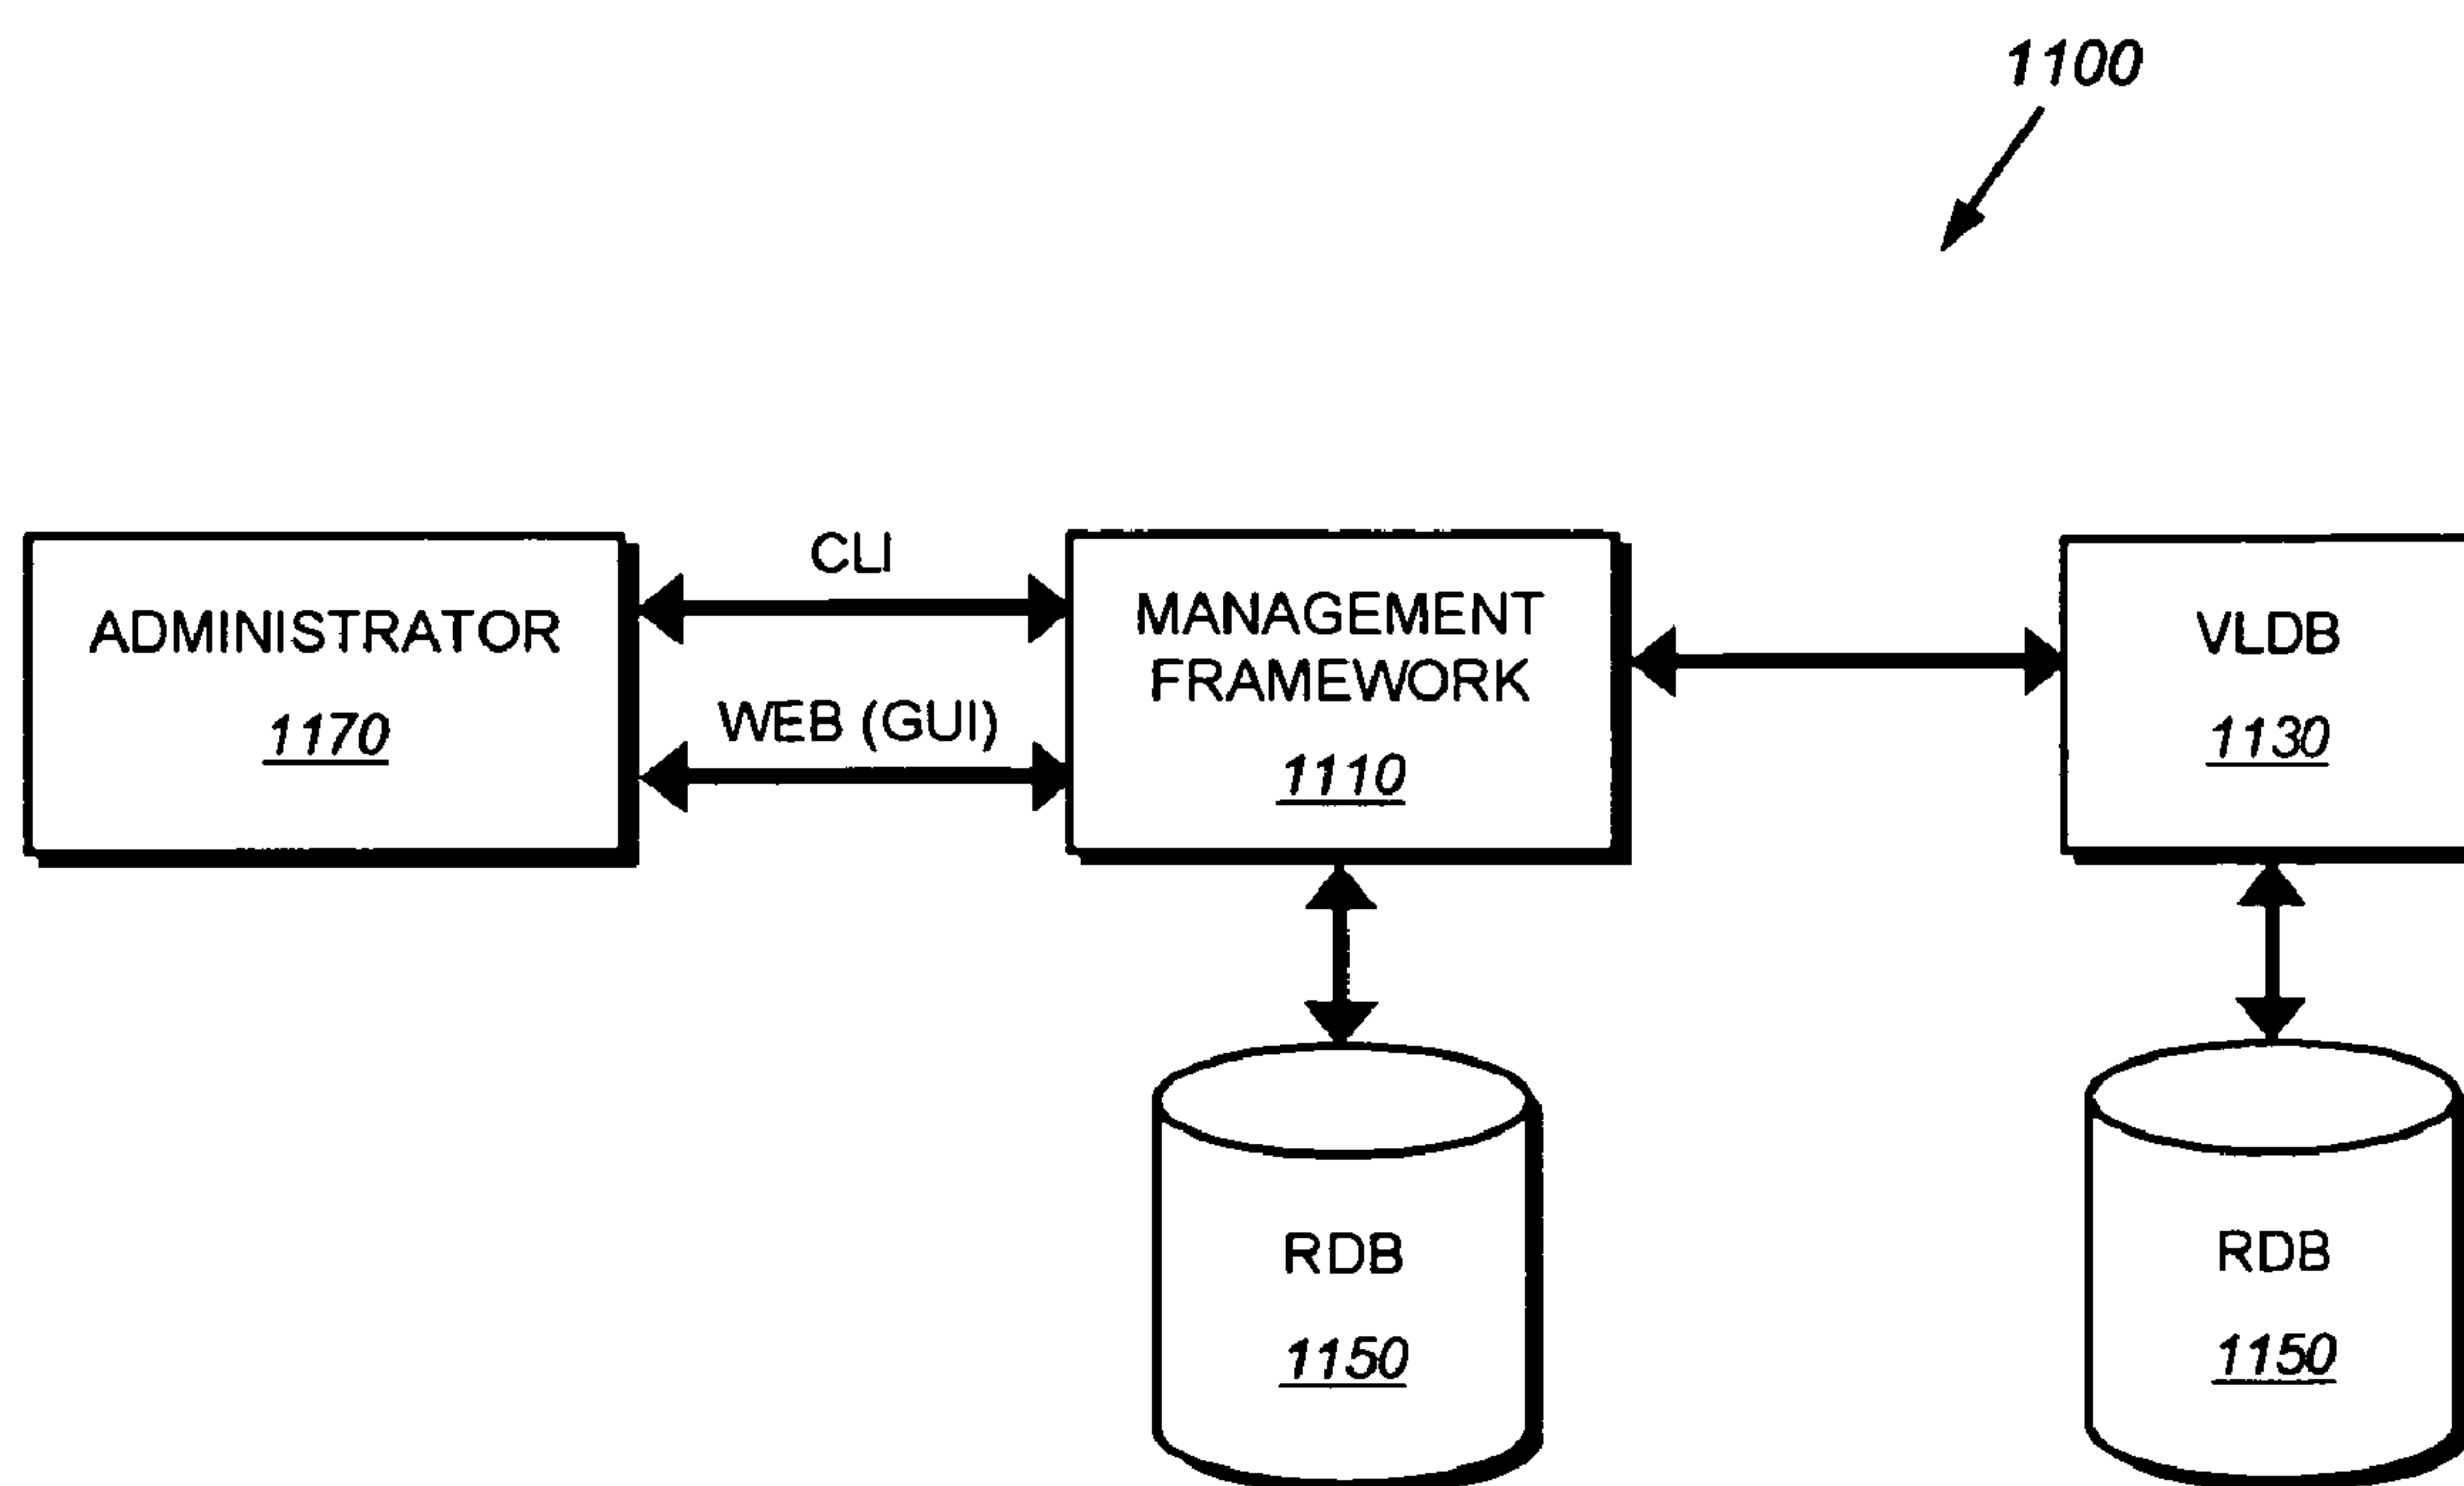 1100
CLI
ADMINISTRATOR
1170
WEB (GUI)
MANAGEMENT
FRAMEWORK
1110
VLDB
1130
RDB
1150
RDB
1150